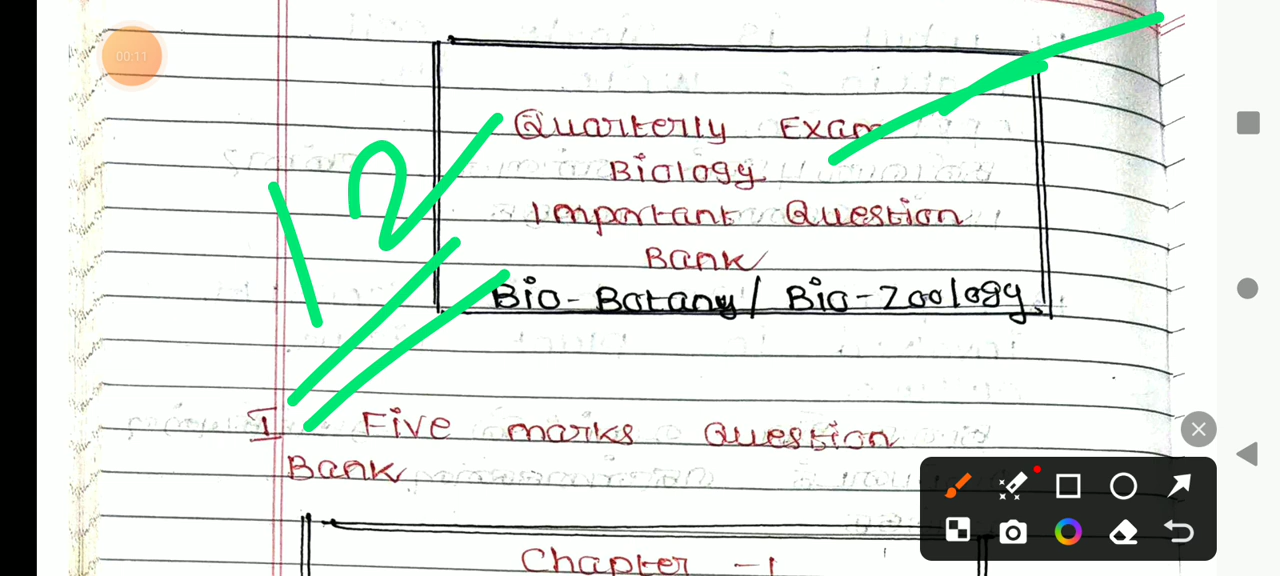 00:11
Quarterly Exam
Biology
12
Important Question
Bank
Bio-Botany / Bio-Zoology.
I Five marks Question
Bank
Chapter -1